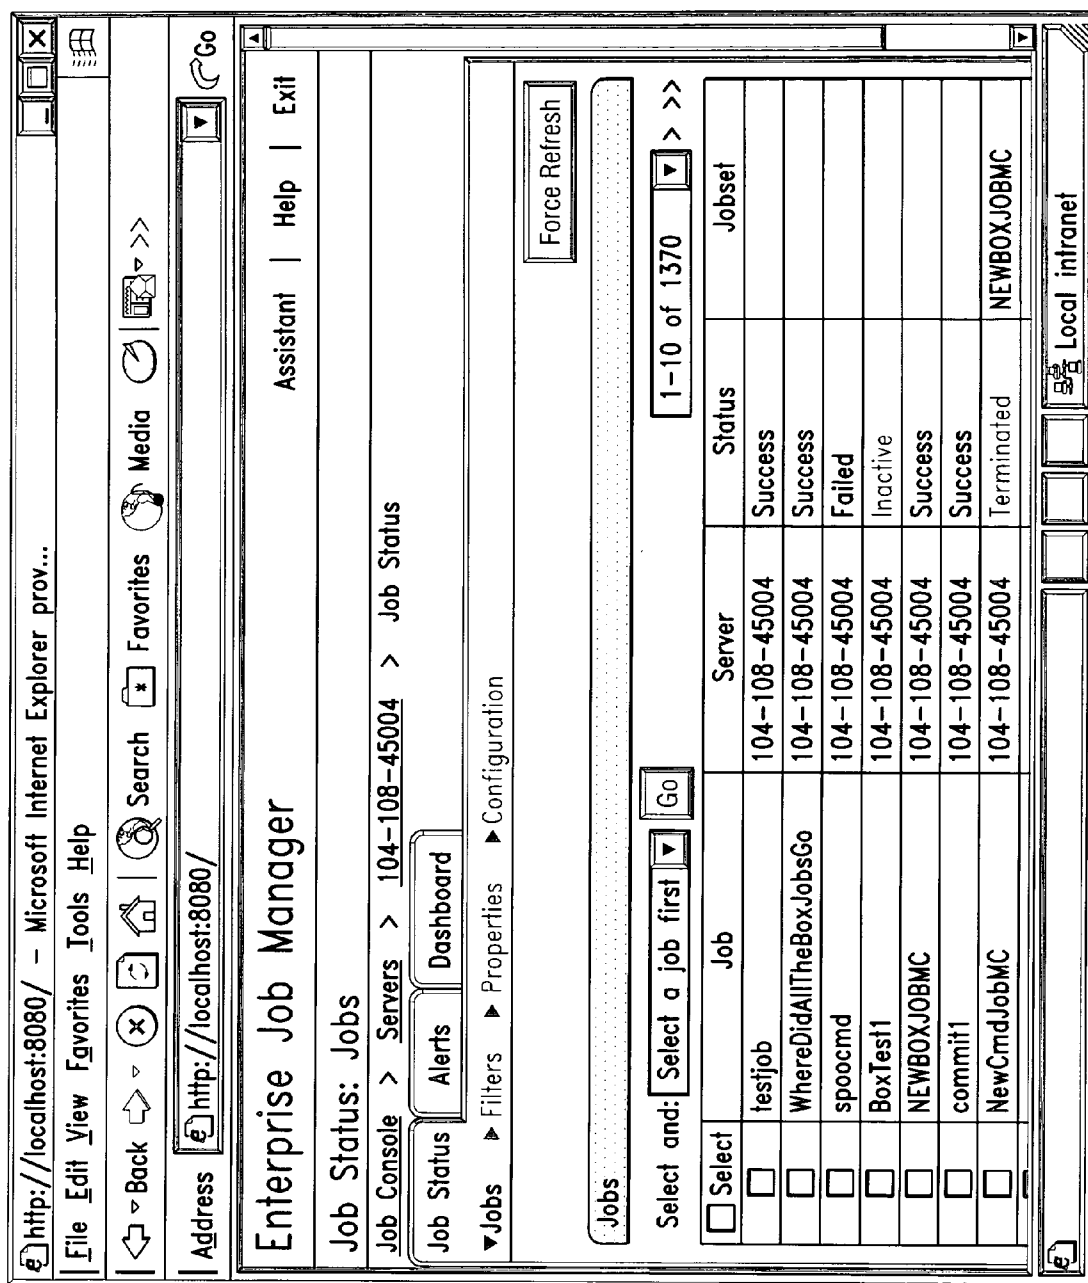 http://localhost:8080/ – Microsoft Internet Explorer prov...
File Edit View Favorites Tools Help
Back Search Favorites Media >>
Address http://localhost:8080/ Go
Enterprise Job Manager
Assistant | Help | Exit
Job Status: Jobs
Job Console > Servers > 104–108–45004 > Job Status
Job Status Alerts Dashboard
Jobs Filters Properties Configuration
Force Refresh
Jobs
Select and: Select a job first Go 1–10 of 1370 > >>
Select Job Server Status Jobset
testjob 104–108–45004 Success
WhereDidAllTheBoxJobsGo 104–108–45004 Success
spoocmd 104–108–45004 Failed
BoxTest1 104–108–45004 Inactive
NEWBOXJOBMC 104–108–45004 Success
commit1 104–108–45004 Success
NewCmdJobMC 104–108–45004 Terminated NEWBOXJOBMC
Local intranet